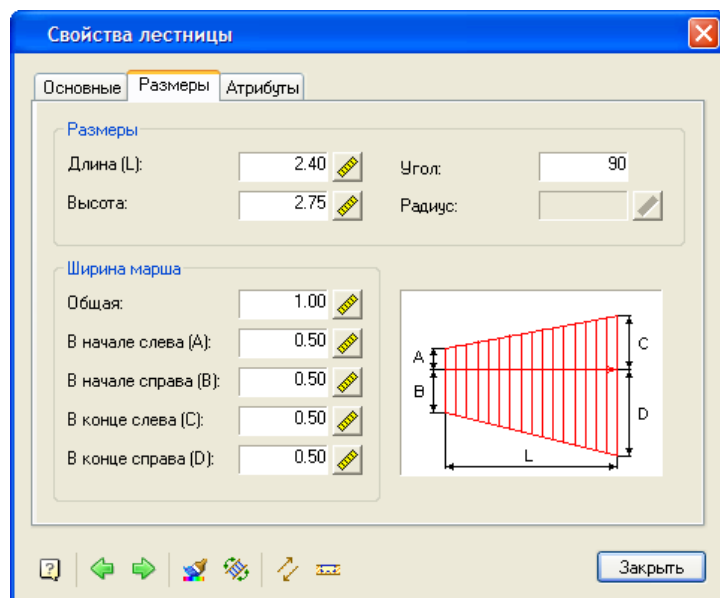 Свойства лестницы
Основные Размеры Атрибуты
Размеры
Длина (L): 2.40 Угол: 90
Высота: 2.75 Радиус:
Ширина марша
Общая: 1.00
В начале слева (A): 0.50
В начале справа (B): 0.50
В конце слева (C): 0.50
В конце справа (D): 0.50
A
B
C
D
L
Закрыть